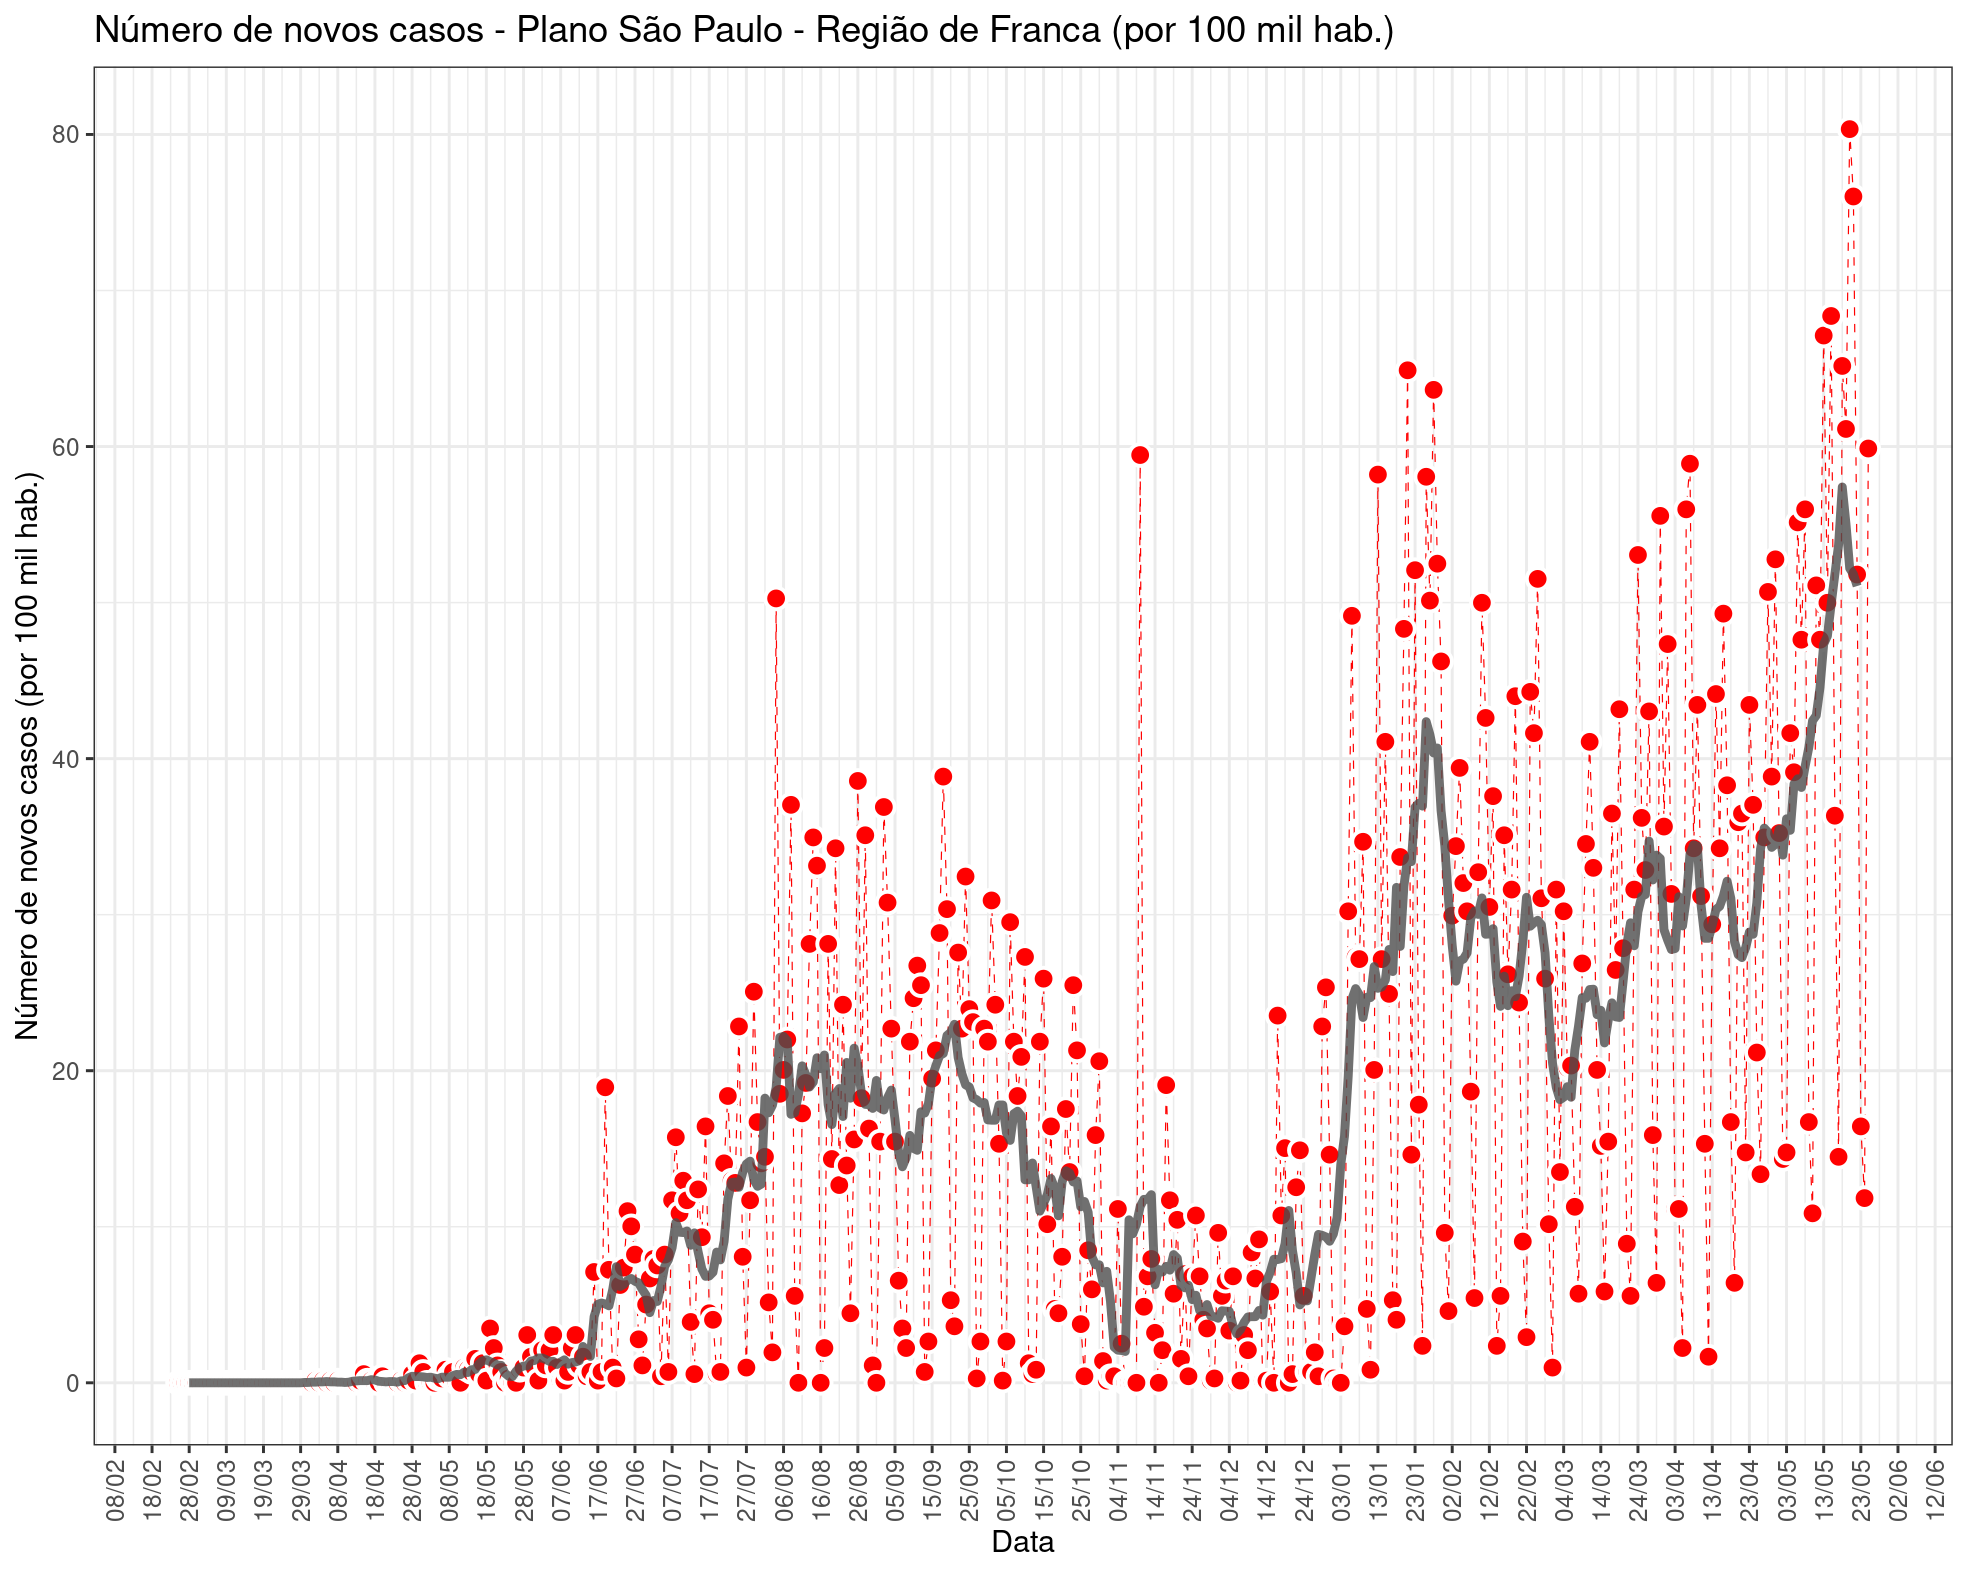 Número de novos casos - Plano São Paulo - Região de Franca (por 100 mil hab.)
Número de novos casos (por 100 mil hab.)
80
60
40
20
0
08/02 18/02 28/02 09/03 19/03 29/03 08/04 18/04 28/04 08/05 18/05 28/05 07/06 17/06 27/06 07/07 17/07 27/07 06/08 16/08 26/08 05/09 15/09 25/09 05/10 15/10 25/10 04/11 14/11 24/11 04/12 14/12 24/12 03/01 13/01 23/01 02/02 12/02 22/02 04/03 14/03 24/03 03/04 13/04 23/04 03/05 13/05 23/05 02/06 12/06
Data